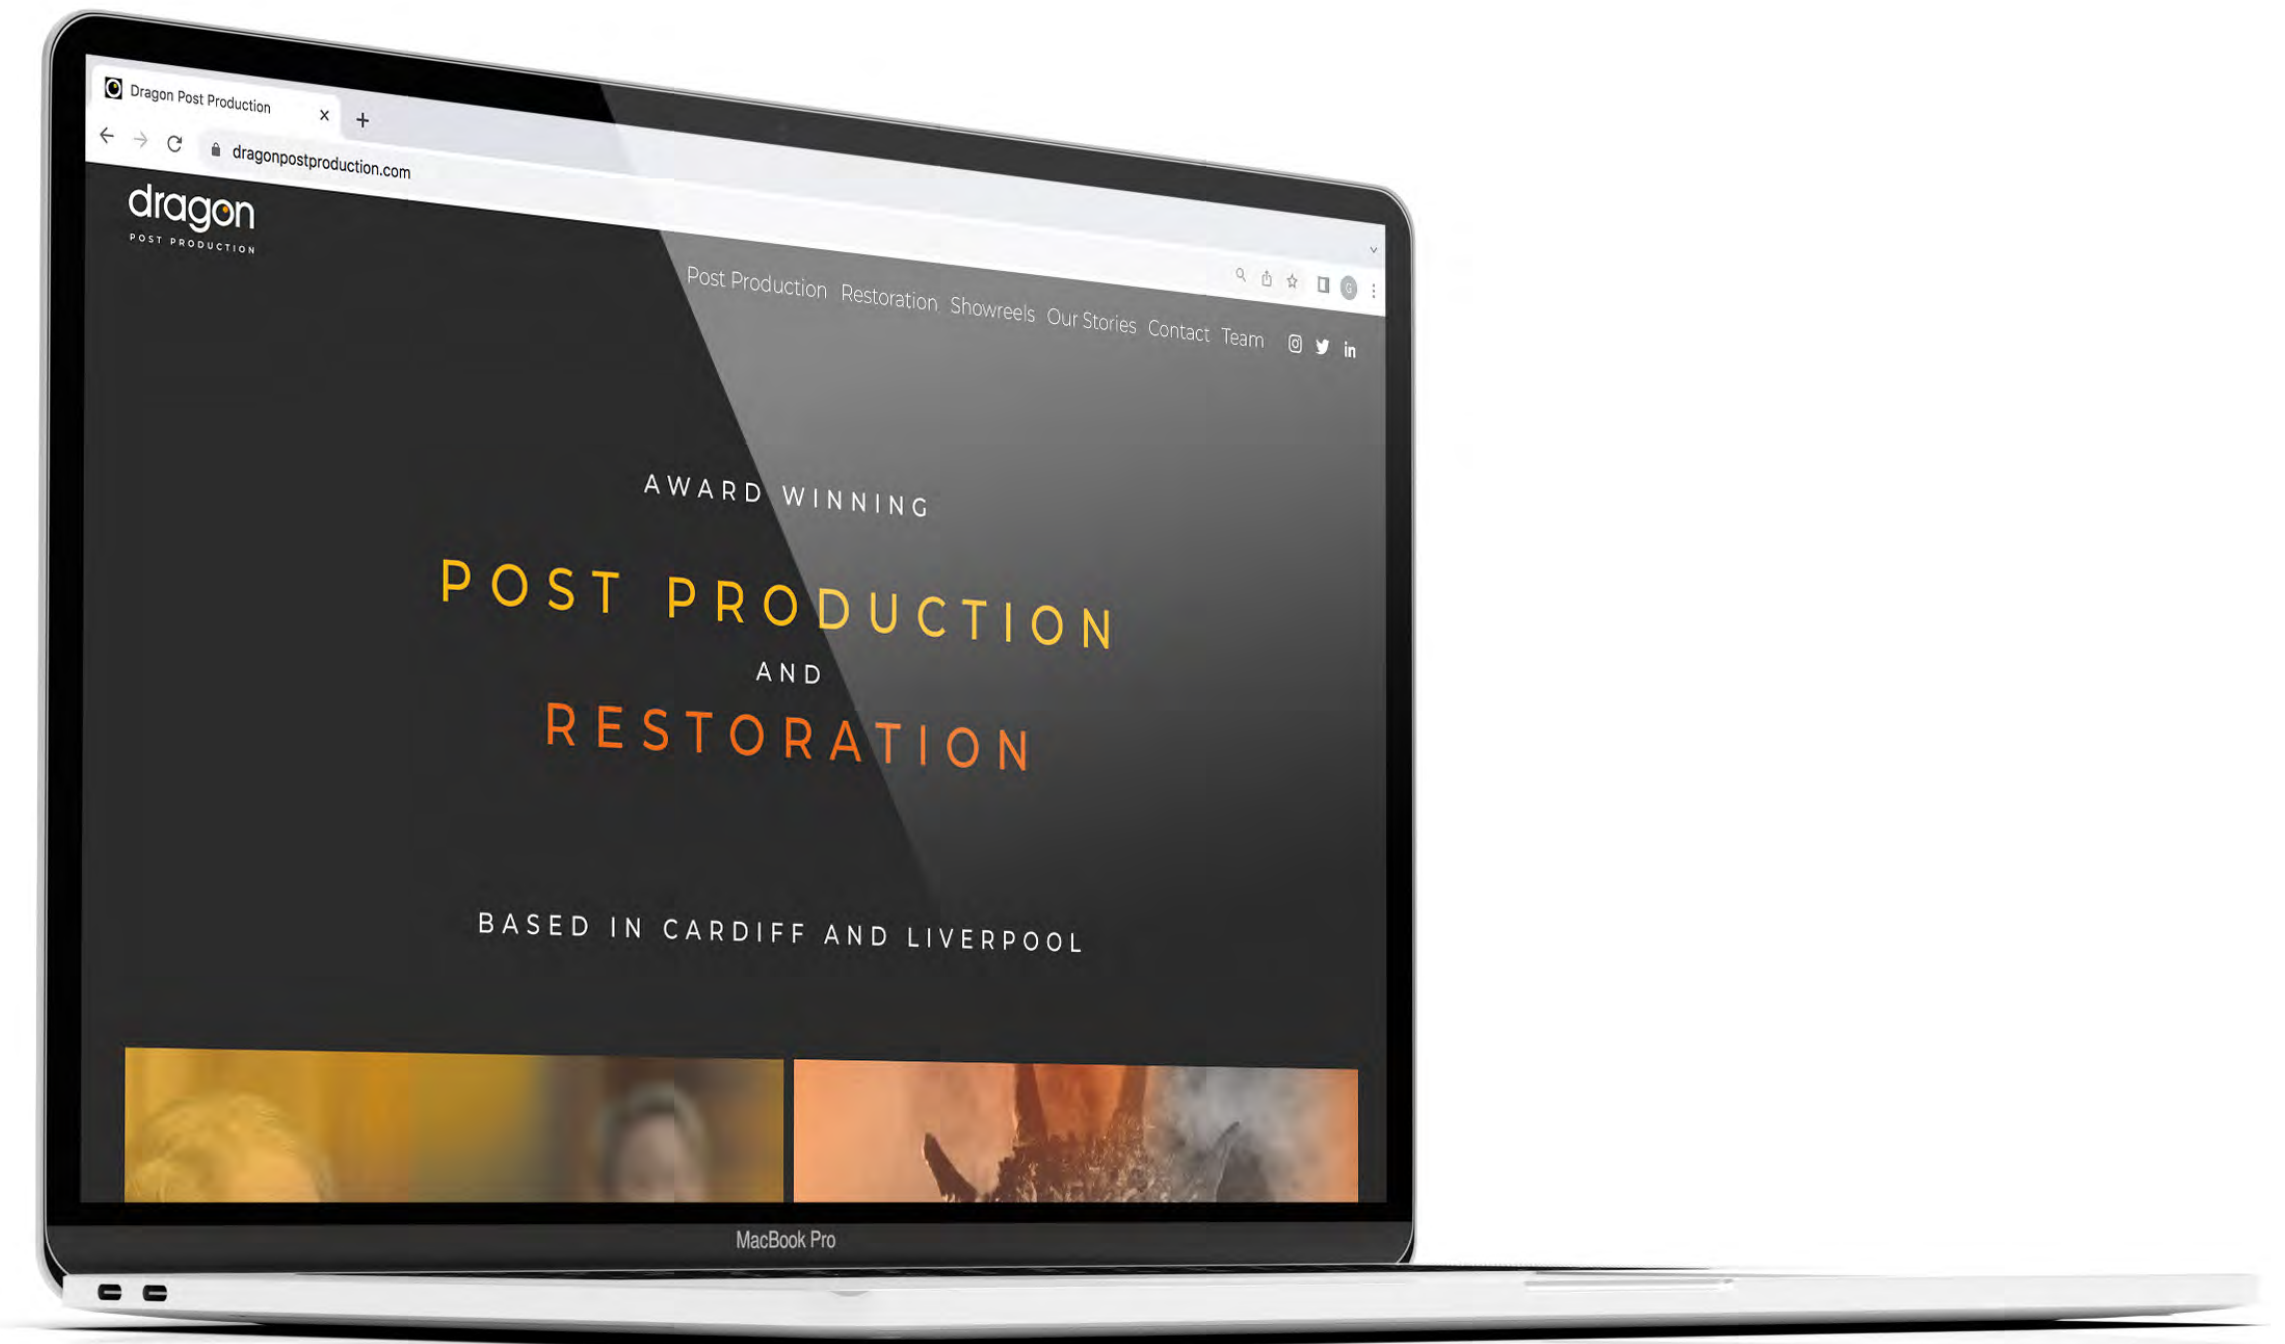 Dragon Post Production
dragonpostproduction.com
dragon
POST PRODUCTION
Post Production Restoration Showreels Our Stories Contact Team
AWARD WINNING
POST PRODUCTION
AND
RESTORATION
BASED IN CARDIFF AND LIVERPOOL
MacBook Pro